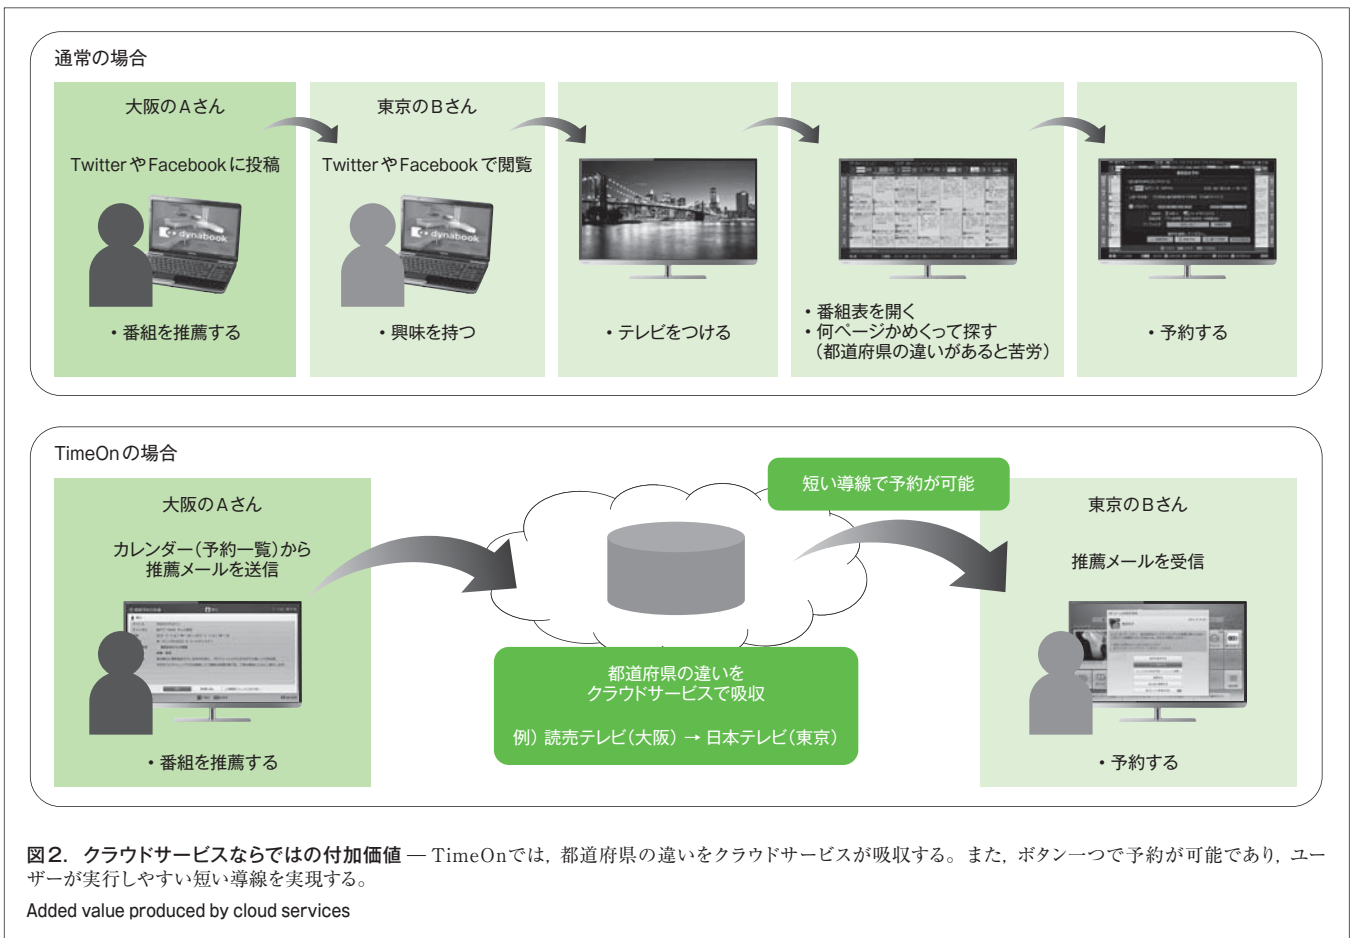 通常の場合
大阪のAさん
TwitterやFacebookに投稿
dynabook
・番組を推薦する
東京のBさん
TwitterやFacebookで閲覧
dynabook
・興味を持つ
・テレビをつける
・番組表を開く
・何ページかめくって探す
（都道府県の違いがあると苦労）
・予約する
TimeOnの場合
大阪のAさん
カレンダー（予約一覧）から
推薦メールを送信
・番組を推薦する
短い導線で予約が可能
都道府県の違いを
クラウドサービスで吸収
例）読売テレビ（大阪）→ 日本テレビ（東京）
東京のBさん
推薦メールを受信
・予約する
図2. クラウドサービスならではの付加価値 — TimeOnでは，都道府県の違いをクラウドサービスが吸収する。また，ボタン一つで予約が可能であり，ユー
ザーが実行しやすい短い導線を実現する。
Added value produced by cloud services